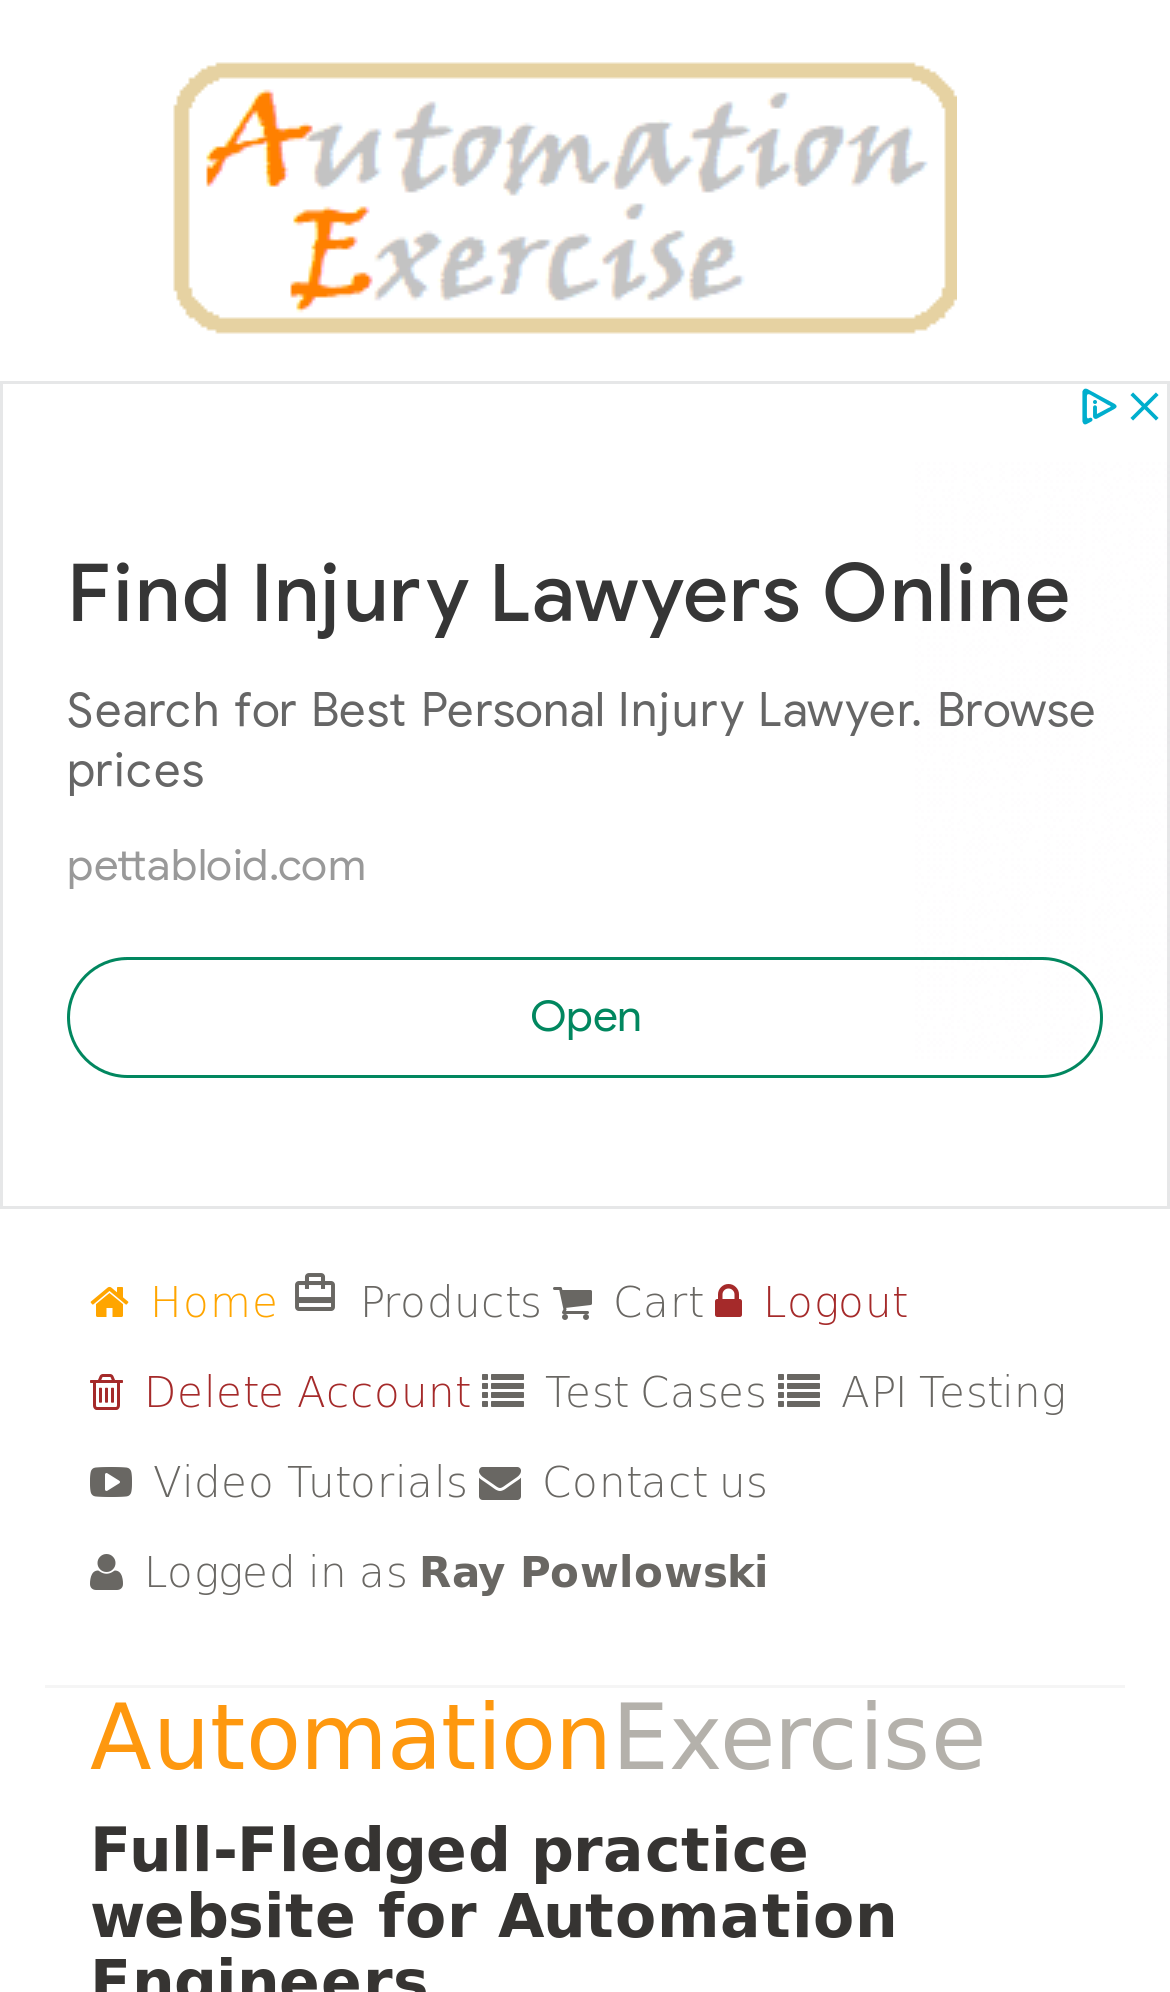 Automation
Exercise
Find Injury Lawyers Online
Search for Best Personal Injury Lawyer. Browse
prices
pettabloid.com
Open
Home Products Cart Logout
Delete Account Test Cases API Testing
Video Tutorials Contact us
Logged in as Ray Powlowski
AutomationExercise
Full-Fledged practice
website for Automation
Engineers